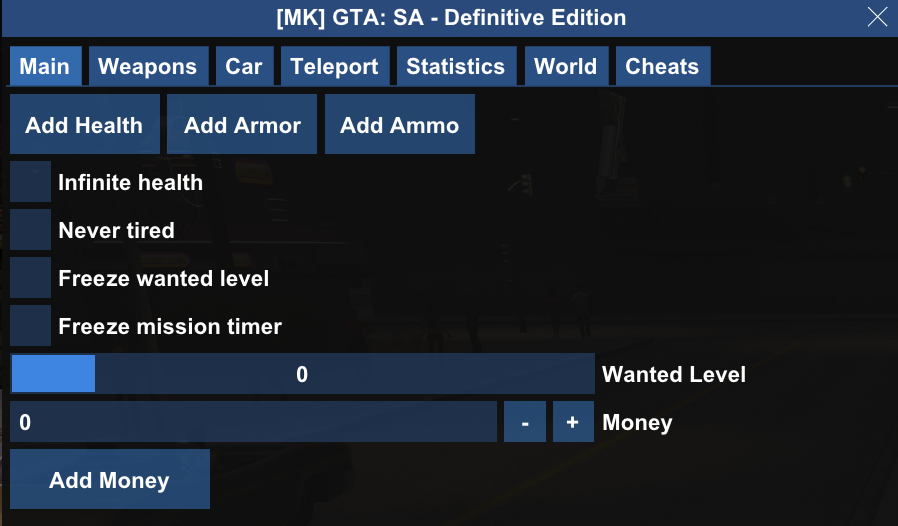 [MK] GTA: SA - Definitive Edition
Main Weapons Car Teleport Statistics World Cheats
Add Health Add Armor Add Ammo
Infinite health
Never tired
Freeze wanted level
Freeze mission timer
0 Wanted Level
0 - + Money
Add Money